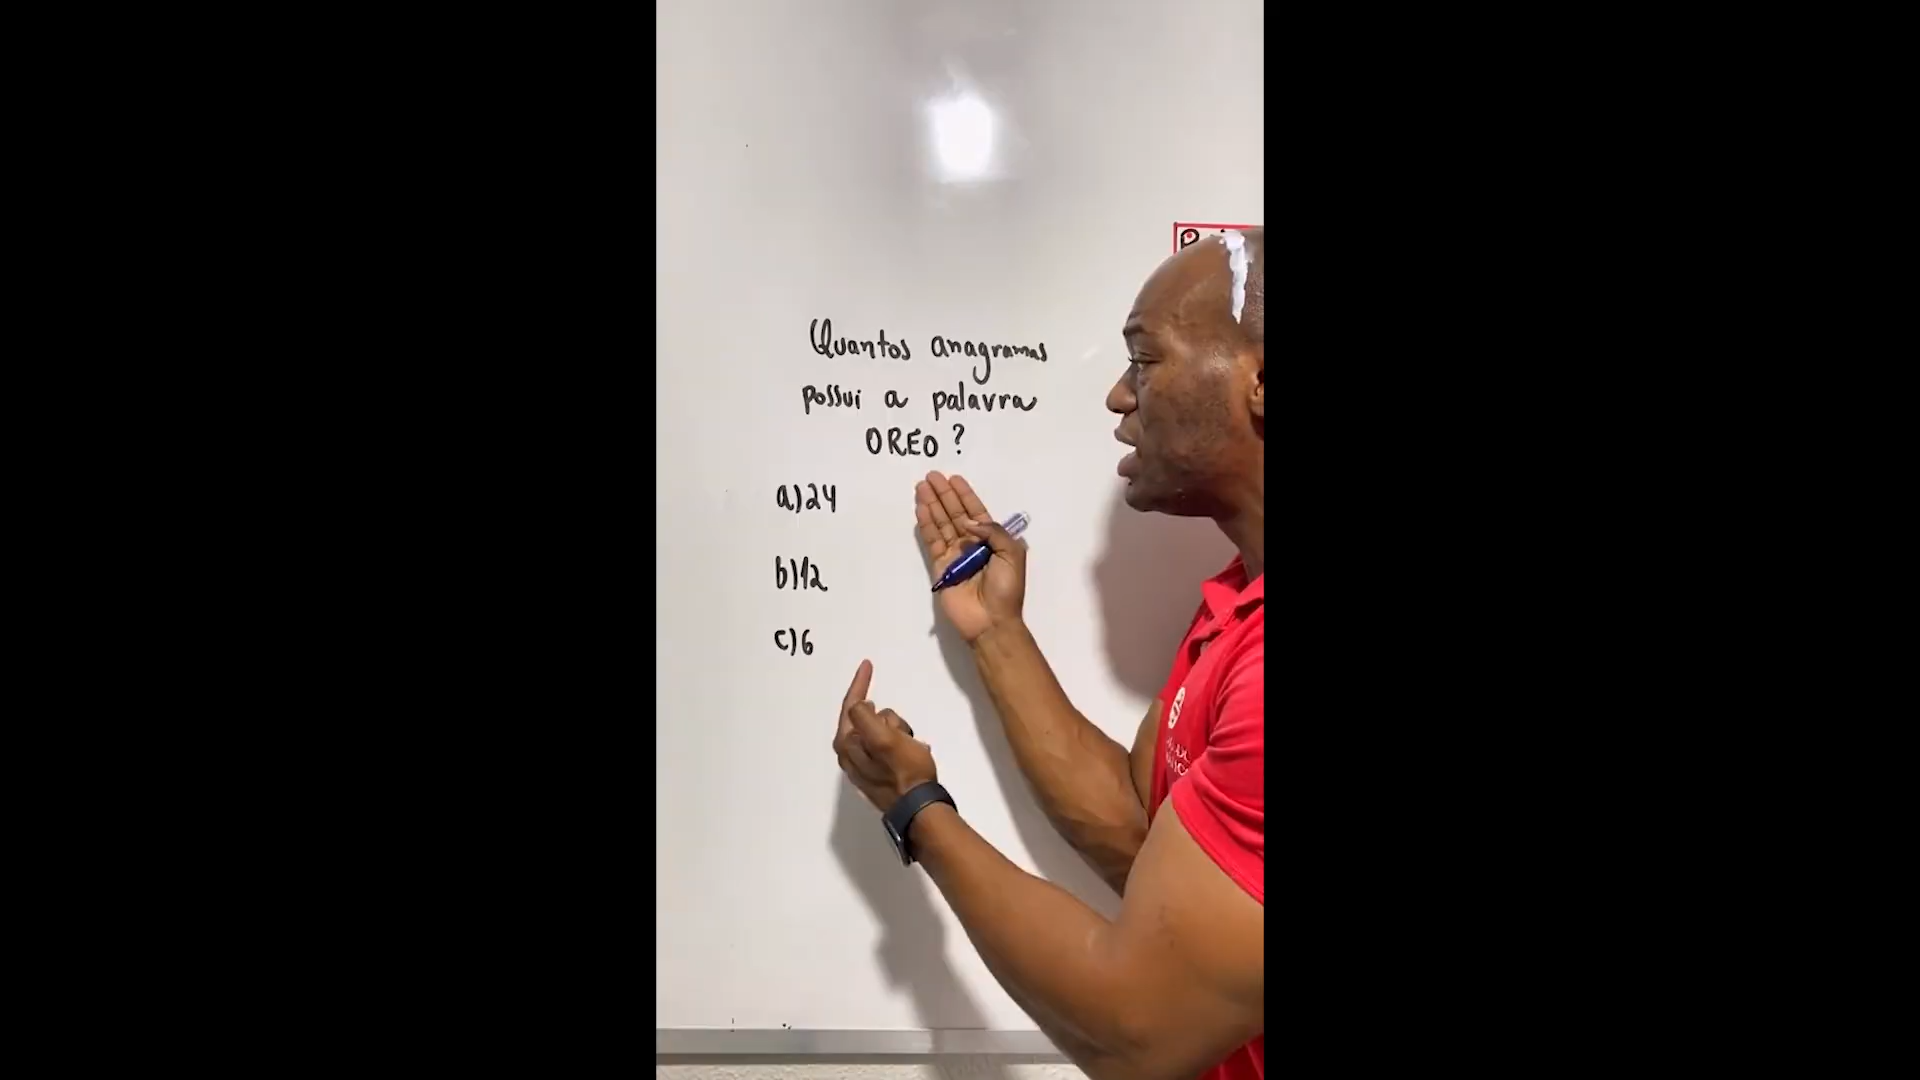 Quantos anagramas
possui a palavra
OREO ?
a) 24
b) 12
c) 6